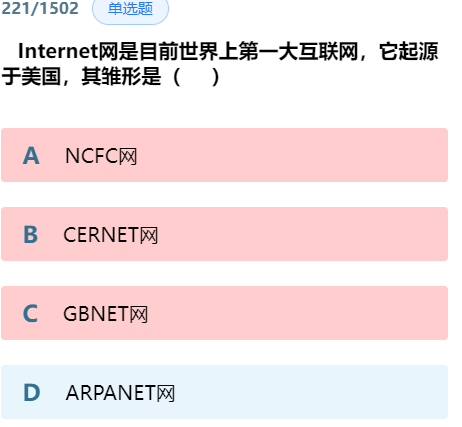 221/1502 单选题
Internet网是目前世界上第一大互联网，它起源
于美国，其雏形是（ ）
A NCFC网
B CERNET网
C GBNET网
D ARPANET网